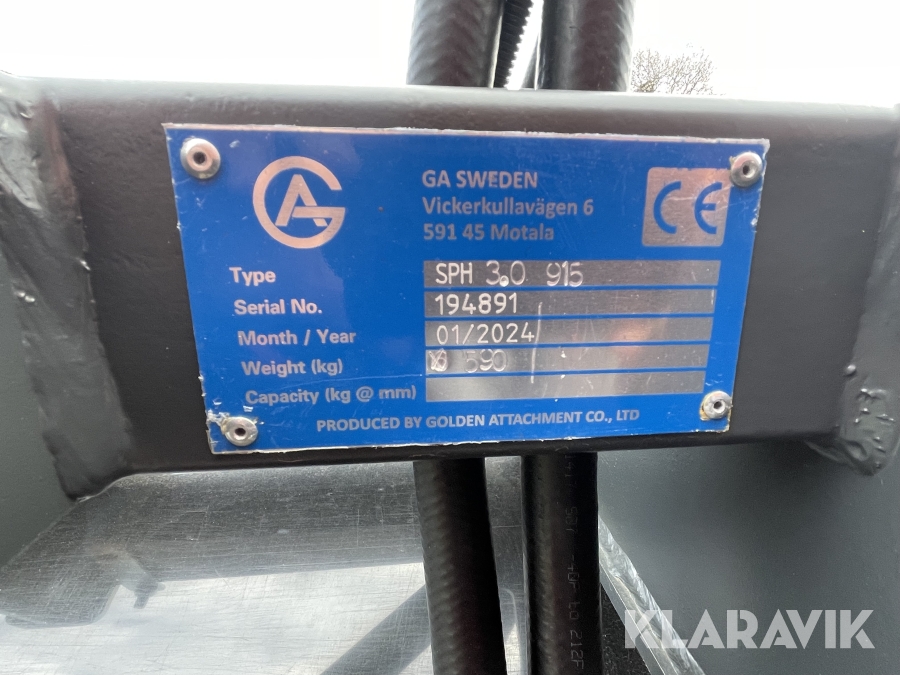 GA SWEDEN
Vickerkullavägen 6
591 45 Motala
CE
Type SPH 3.0 915
Serial No. 194891
Month / Year 01/2024
Weight (kg) 590
Capacity (kg @ mm)
PRODUCED BY GOLDEN ATTACHMENT CO., LTD
KLARAVIK